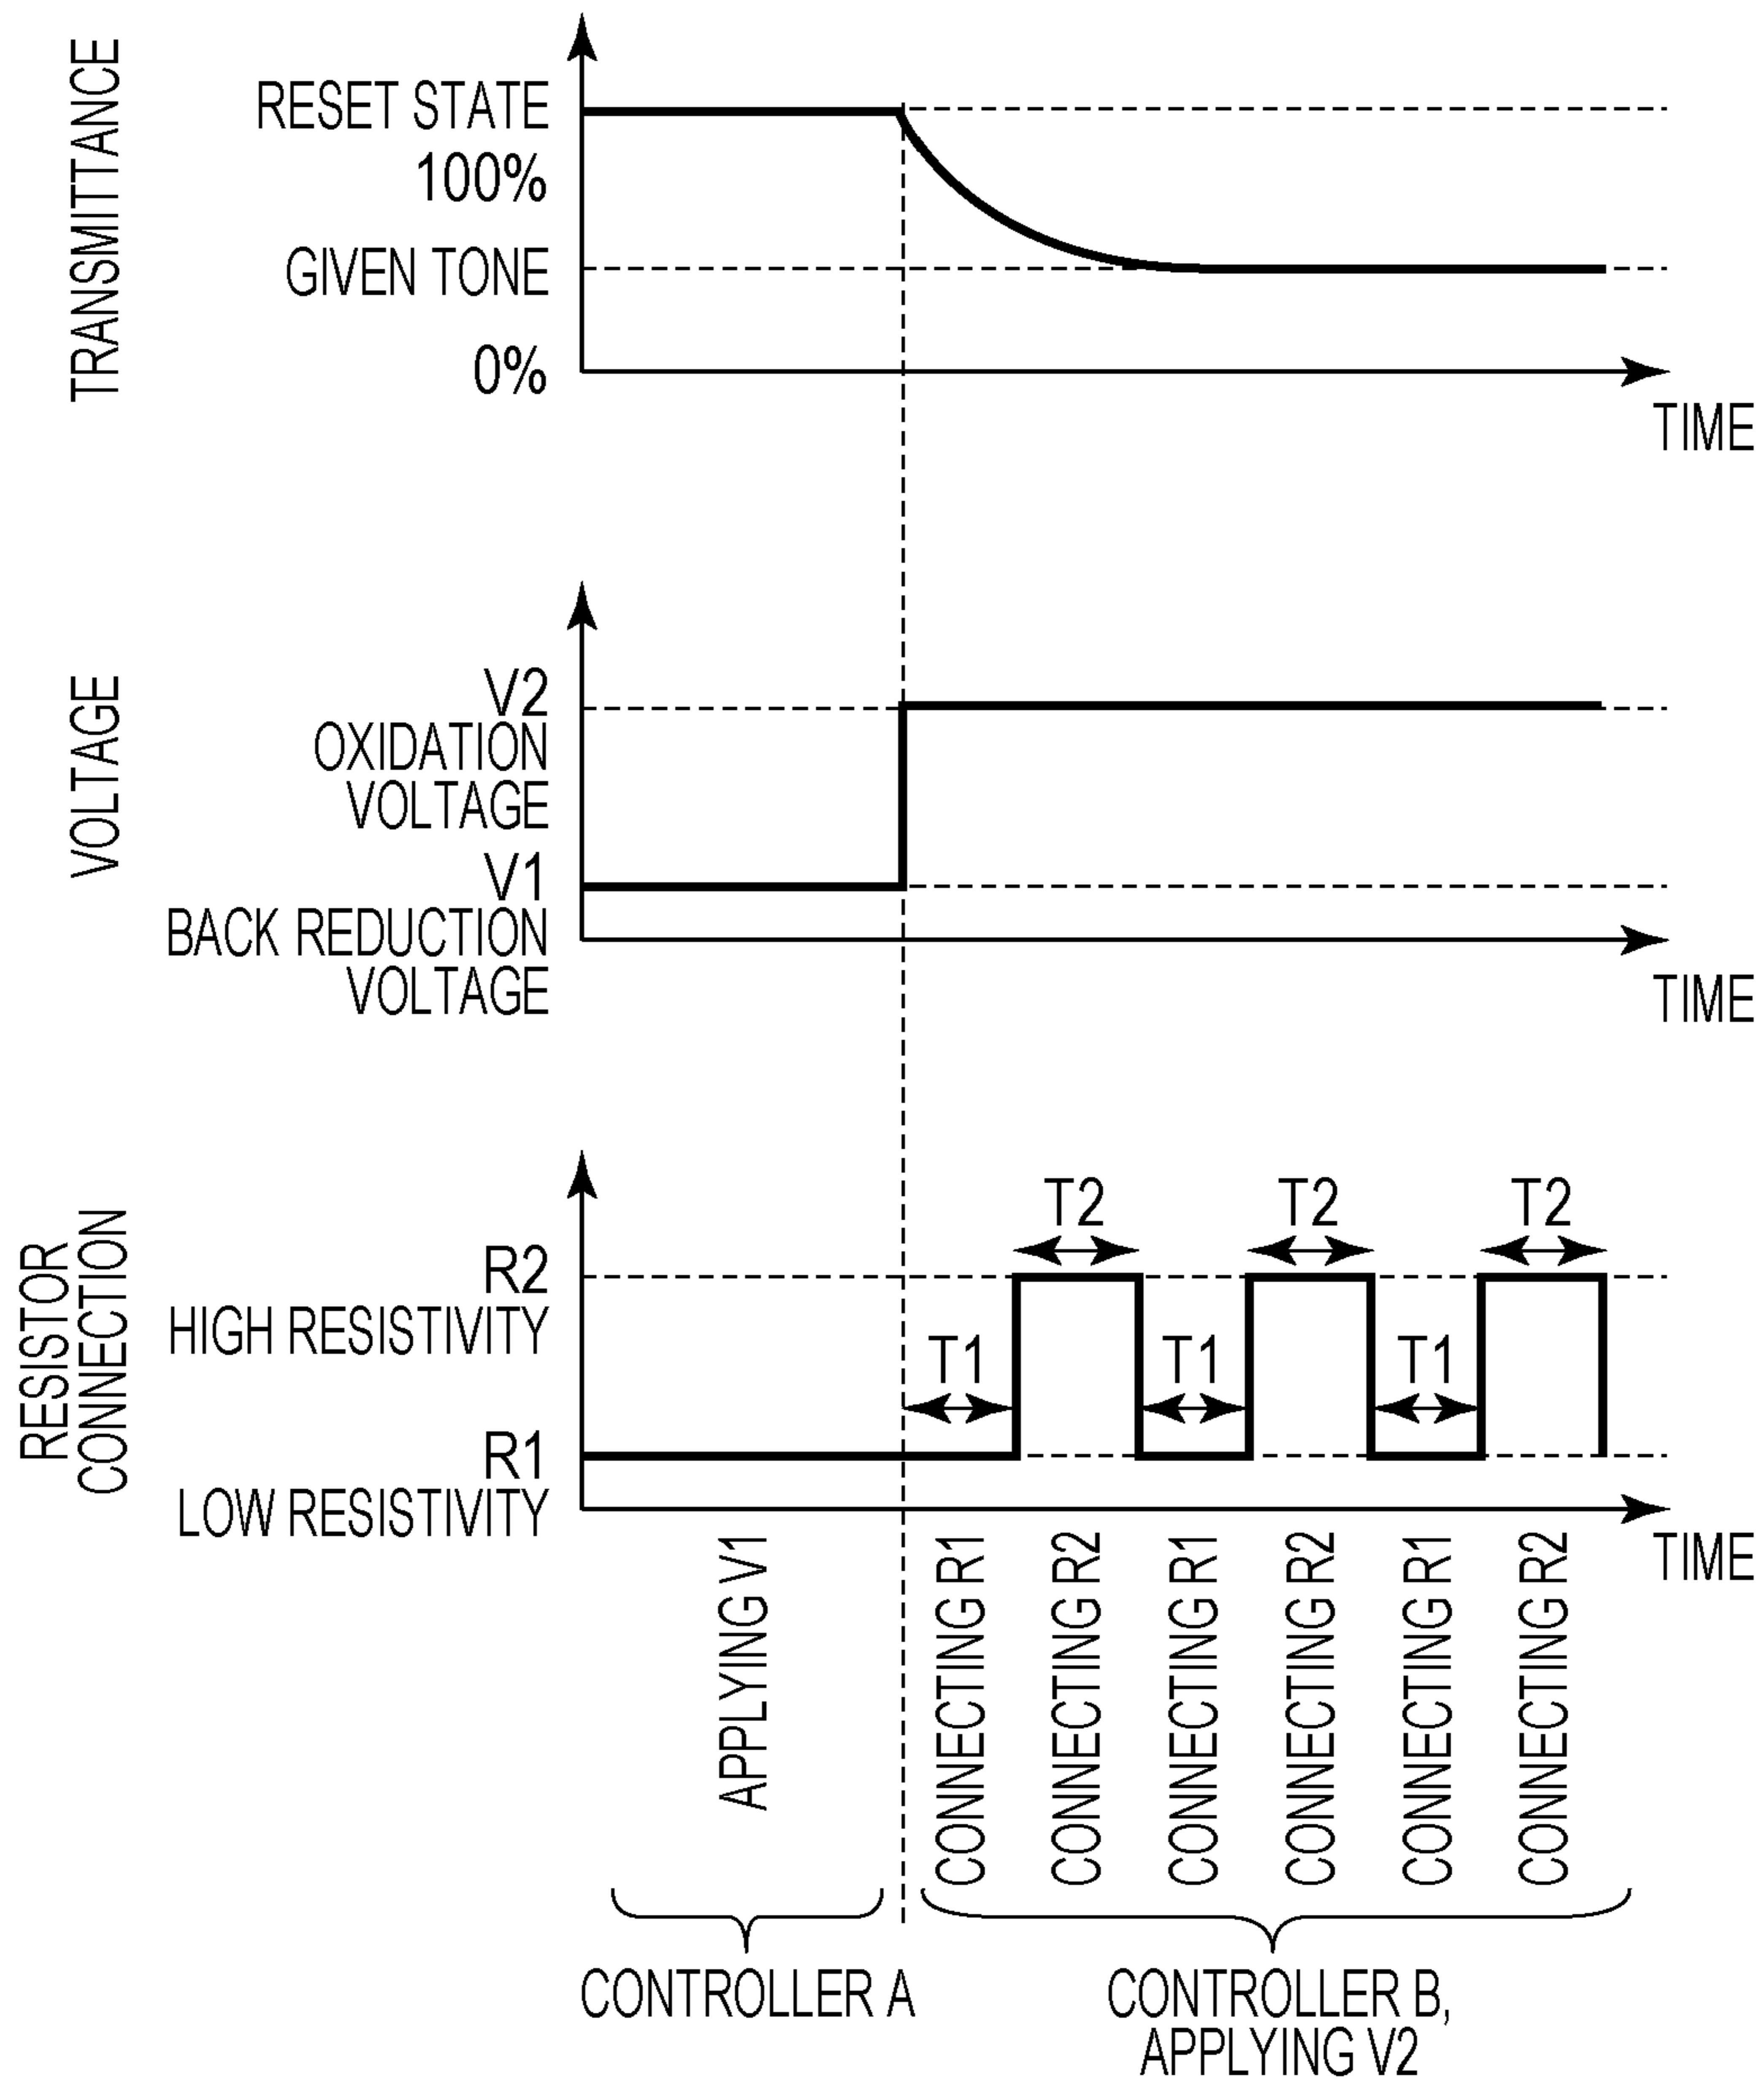 TRANSMITTANCE
RESET STATE
100%
GIVEN TONE
0%
TIME
VOLTAGE
V2
OXIDATION
VOLTAGE
V1
BACK REDUCTION
VOLTAGE
TIME
RESISTOR
CONNECTION
T2
T2
T2
R2
HIGH RESISTIVITY
T1
T1
T1
R1
LOW RESISTIVITY
TIME
APPLYING V1
CONNECTING R1
CONNECTING R2
CONNECTING R1
CONNECTING R2
CONNECTING R1
CONNECTING R2
CONTROLLER A
CONTROLLER B,
APPLYING V2